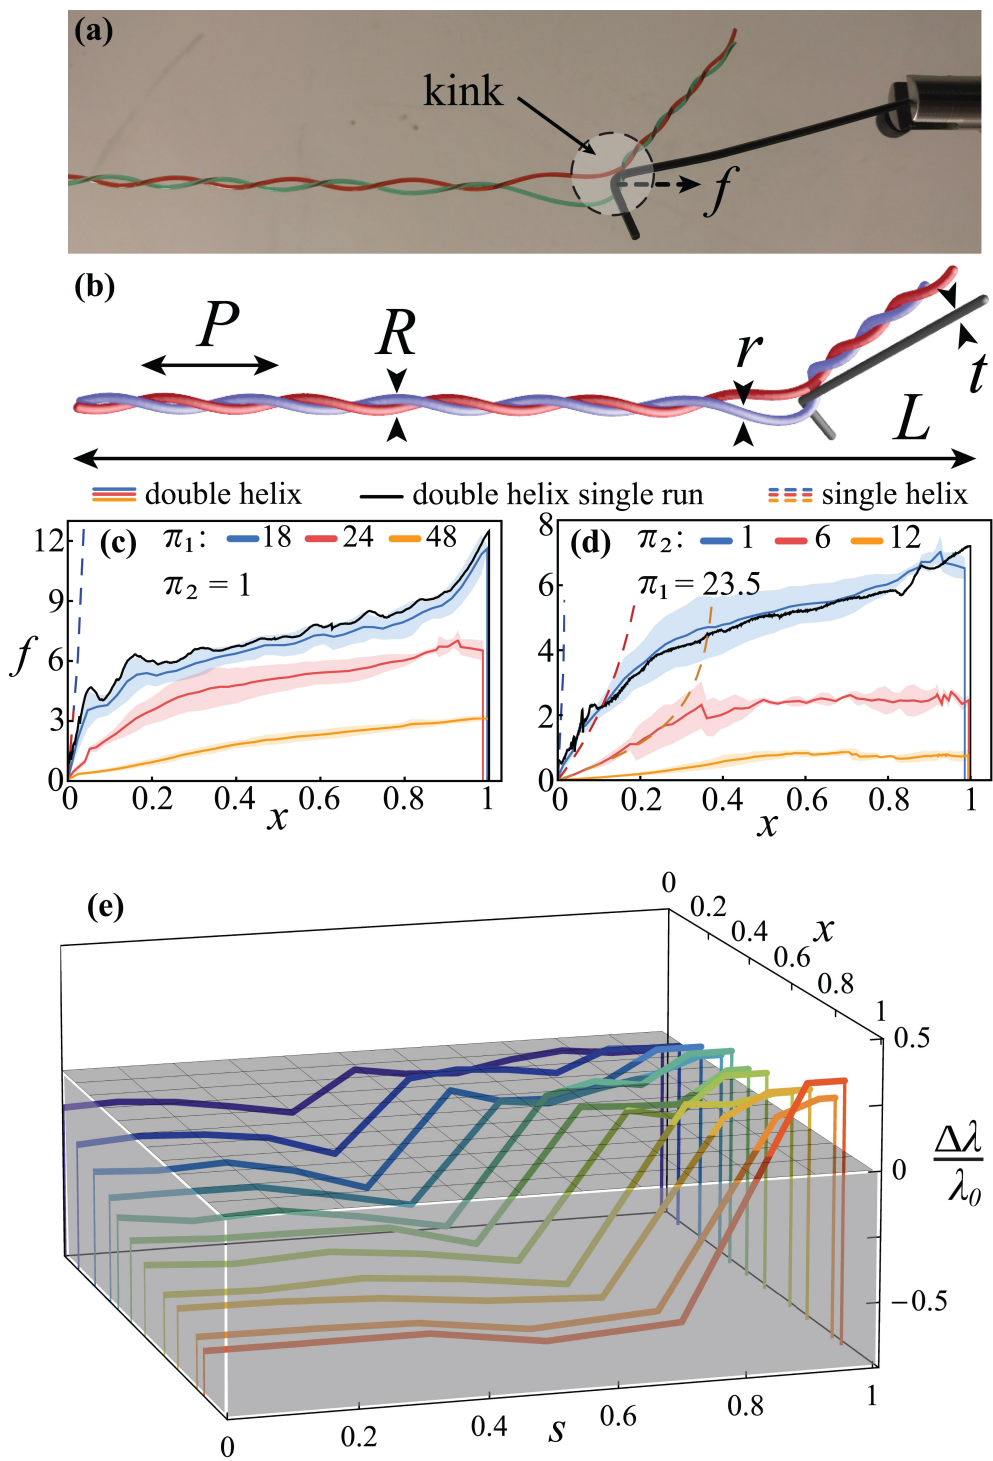 (a)
kink
f
(b)
P
R
r
t
L
double helix
double helix single run
single helix
(c)
π₁:
18
24
48
π₂ = 1
12
9
6
3
0
f
0
0.2
0.4
0.6
0.8
1
x
(d)
π₂:
1
6
12
π₁ = 23.5
8
6
4
2
0
0
0.2
0.4
0.6
0.8
1
x
(e)
0
0.2
0.4
0.6
0.8
1
x
0.5
0
−0.5
Δλ
λ₀
0
0.2
0.4
0.6
0.8
1
s